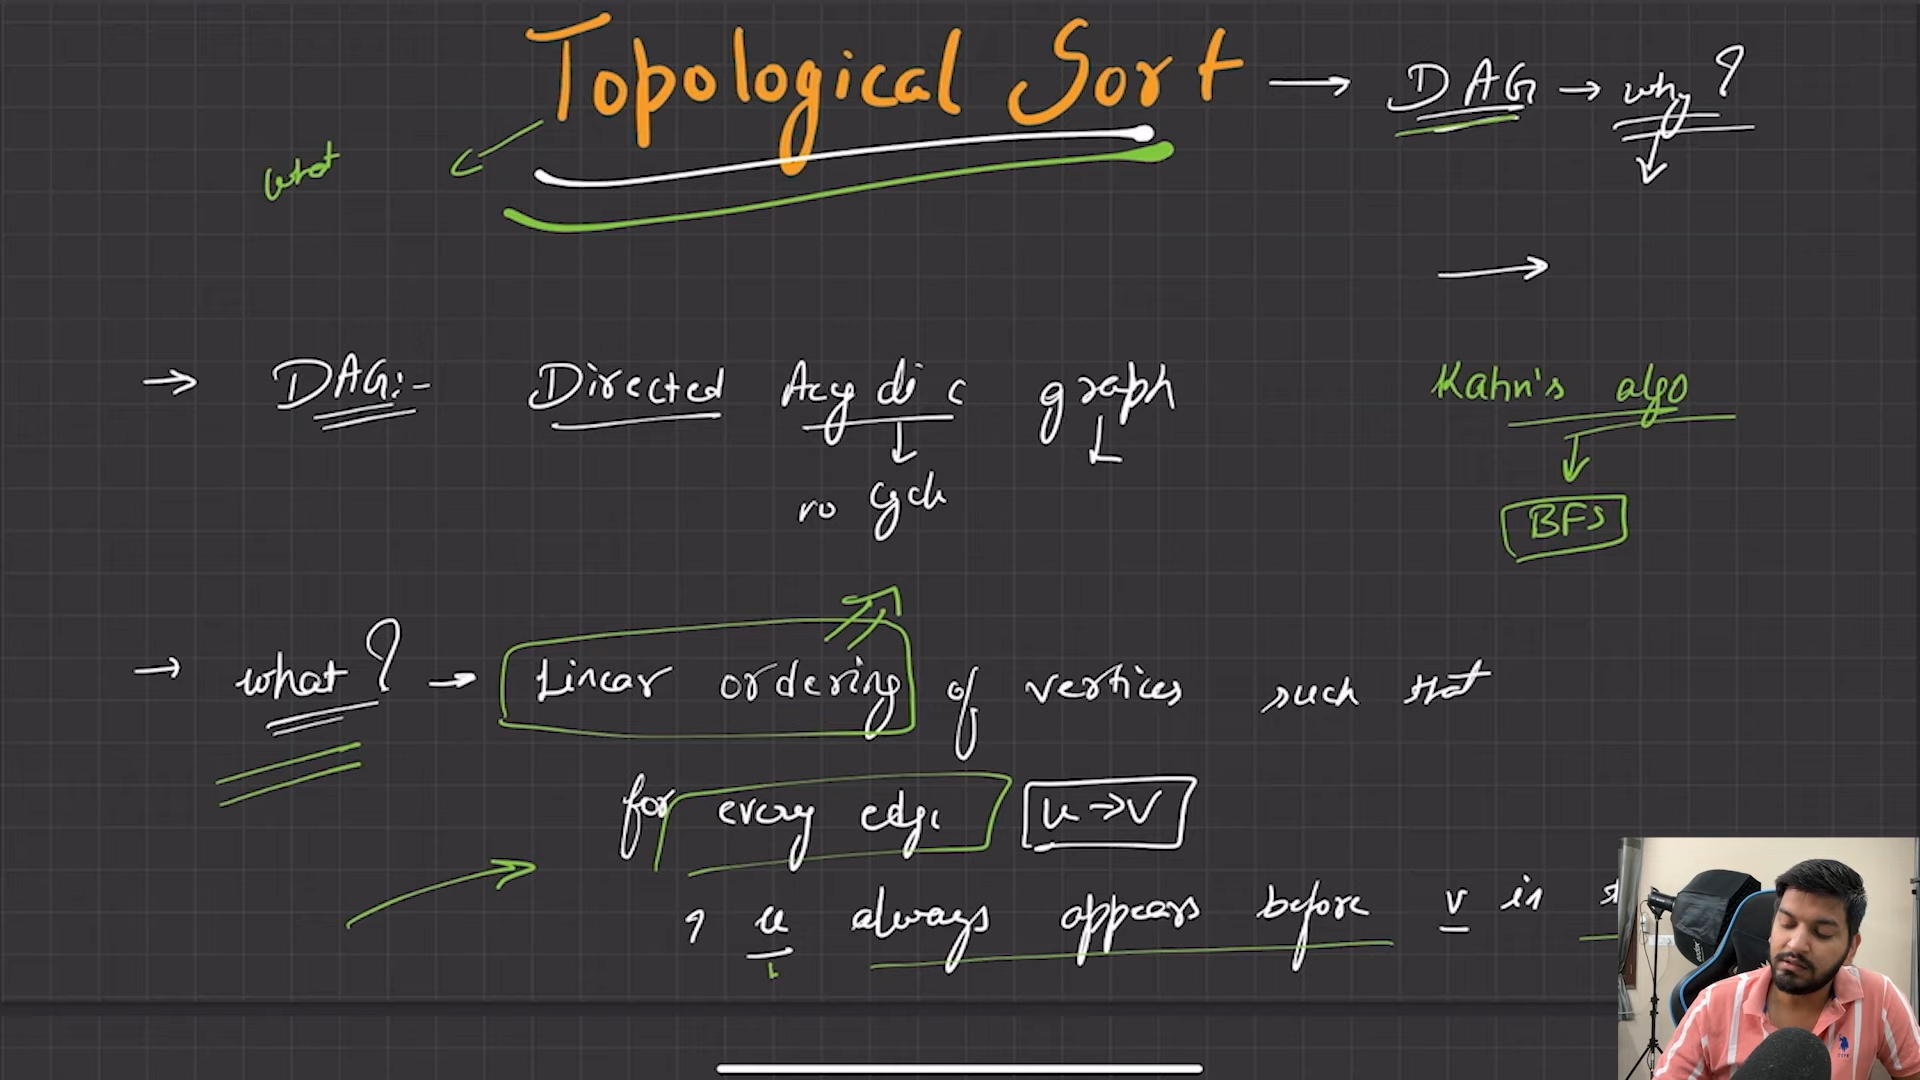 Topological Sort → DAG → why ?
what
→ DAG:- Directed Acyclic graph
no cycle
Kahn's algo
BFS
→ what ? → Linear ordering of vertices such that
for every edge u→v
, u always appears before v in